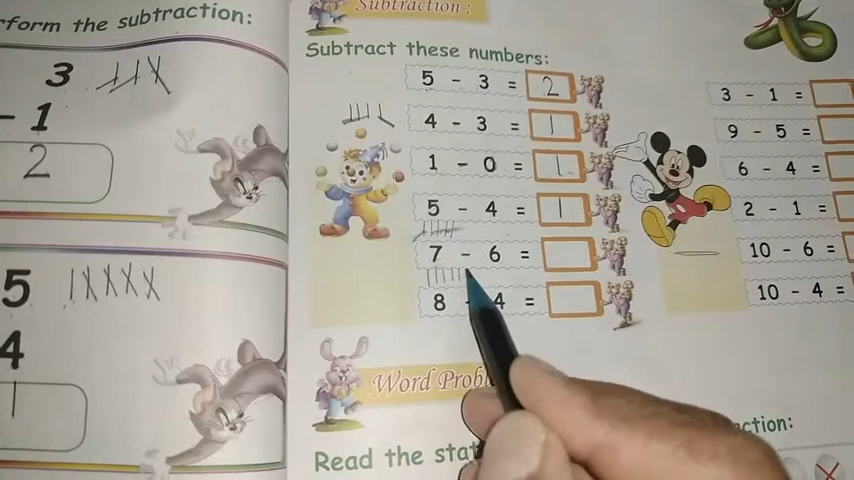 rform the subtraction:
3
- 1
2
5
4
1
Subtraction :
Subtract these numbers:
5 - 3 = 2
4 - 3 = 1
1 - 0 = 1
5 - 4 = 1
7 - 6 =
8 - 4 =
3 - 1 =
9 - 5 =
6 - 4 =
2 - 1 =
10 - 6 =
10 - 4 =
Word Prob
Read the stat
ction: